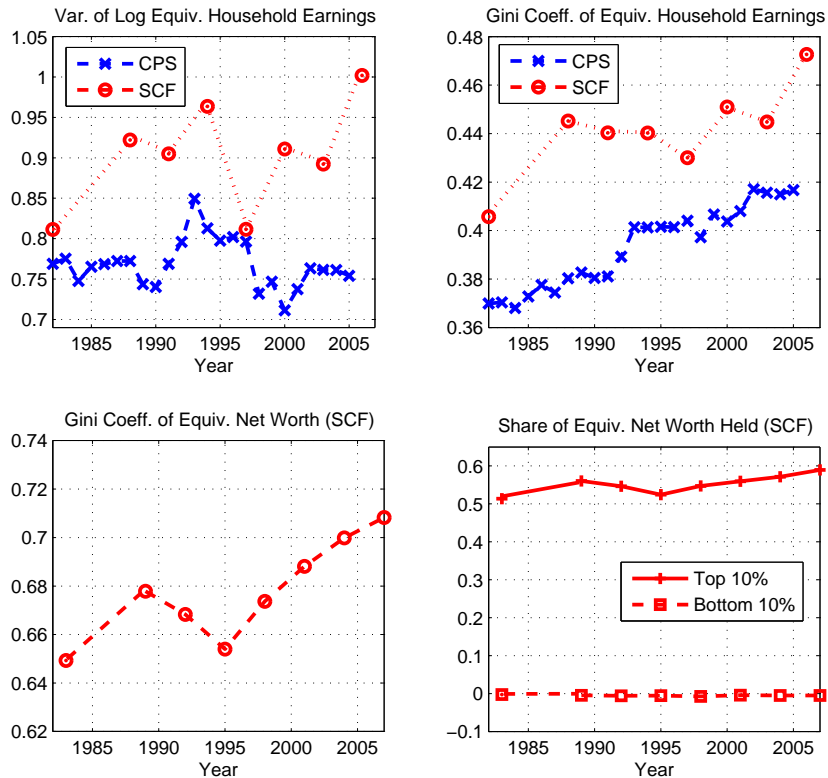 Var. of Log Equiv. Household Earnings
1.05
1
0.95
0.9
0.85
0.8
0.75
0.7
CPS
SCF
1985 1990 1995 2000 2005
Year
Gini Coeff. of Equiv. Household Earnings
0.48
0.46
0.44
0.42
0.4
0.38
0.36
CPS
SCF
1985 1990 1995 2000 2005
Year
Gini Coeff. of Equiv. Net Worth (SCF)
0.74
0.72
0.7
0.68
0.66
0.64
0.62
1985 1990 1995 2000 2005
Year
Share of Equiv. Net Worth Held (SCF)
0.6
0.5
0.4
0.3
0.2
0.1
0
−0.1
Top 10%
Bottom 10%
1985 1990 1995 2000 2005
Year